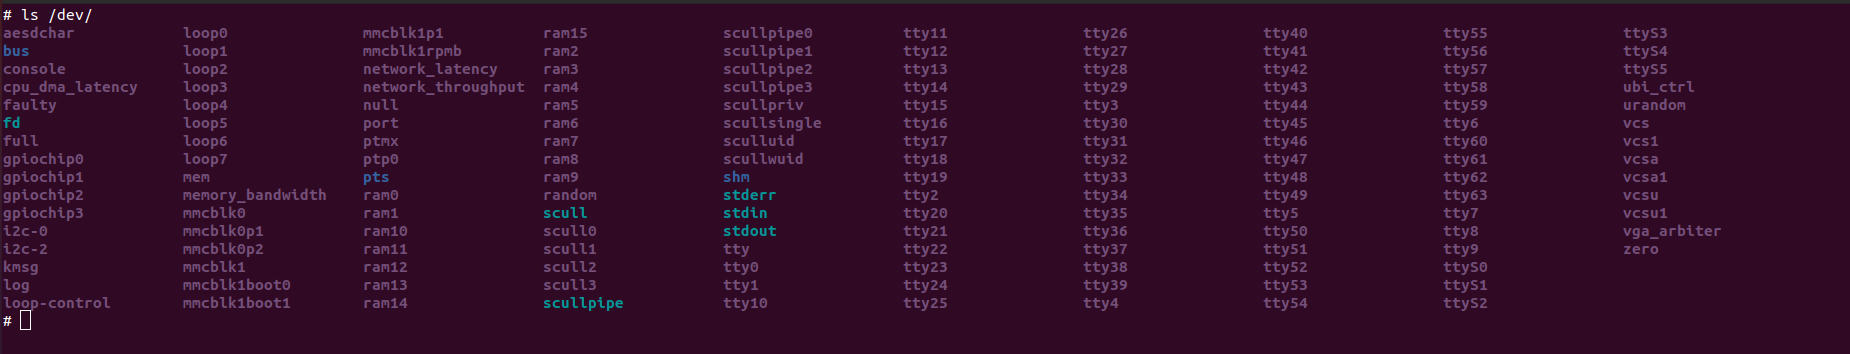 # ls /dev/
aesdchar loop0 mmcblk1p1 ram15 scullpipe0 tty11 tty26 tty40 tty55 ttyS3
bus loop1 mmcblk1rpmb ram2 scullpipe1 tty12 tty27 tty41 tty56 ttyS4
console loop2 network_latency ram3 scullpipe2 tty13 tty28 tty42 tty57 ttyS5
cpu_dma_latency loop3 network_throughput ram4 scullpipe3 tty14 tty29 tty43 tty58 ubi_ctrl
faulty loop4 null ram5 scullpriv tty15 tty3 tty44 tty59 urandom
fd loop5 port ram6 scullsingle tty16 tty30 tty45 tty6 vcs
full loop6 ptmx ram7 sculluid tty17 tty31 tty46 tty60 vcs1
gpiochip0 loop7 ptp0 ram8 scullwuid tty18 tty32 tty47 tty61 vcsa
gpiochip1 mem pts ram9 shm tty19 tty33 tty48 tty62 vcsa1
gpiochip2 memory_bandwidth ram0 random stderr tty2 tty34 tty49 tty63 vcsu
gpiochip3 mmcblk0 ram1 scull stdin tty20 tty35 tty5 tty7 vcsu1
i2c-0 mmcblk0p1 ram10 scull0 stdout tty21 tty36 tty50 tty8 vga_arbiter
i2c-2 mmcblk0p2 ram11 scull1 tty tty22 tty37 tty51 tty9 zero
kmsg mmcblk1 ram12 scull2 tty0 tty23 tty38 tty52 ttyS0
log mmcblk1boot0 ram13 scull3 tty1 tty24 tty39 tty53 ttyS1
loop-control mmcblk1boot1 ram14 scullpipe tty10 tty25 tty4 tty54 ttyS2
#